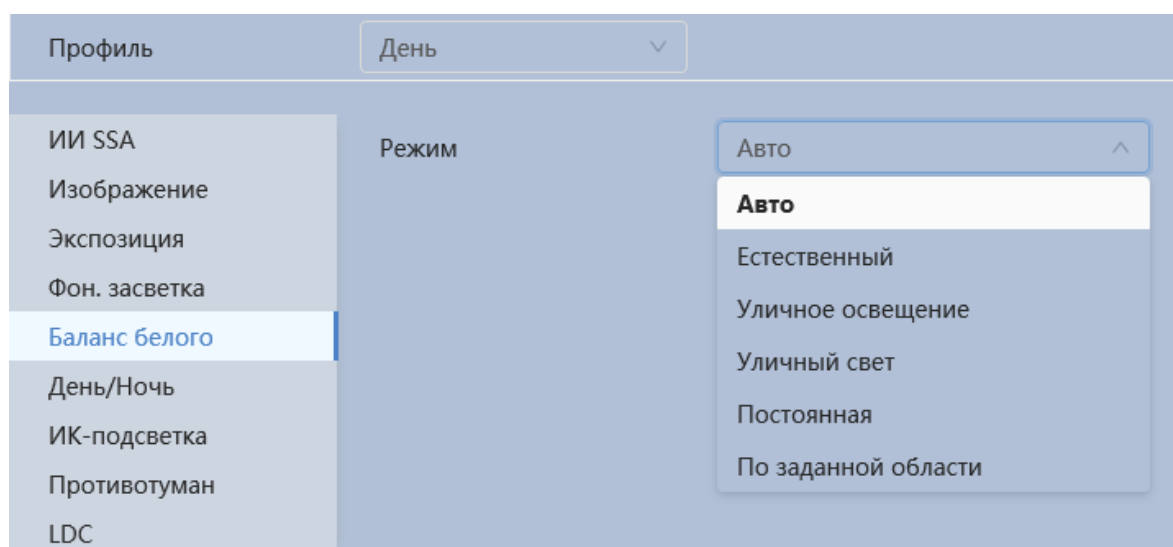 Профиль День
ИИ SSA
Изображение
Экспозиция
Фон. засветка
Баланс белого
День/Ночь
ИК-подсветка
Противотуман
LDC
Режим Авто
Авто
Естественный
Уличное освещение
Уличный свет
Постоянная
По заданной области